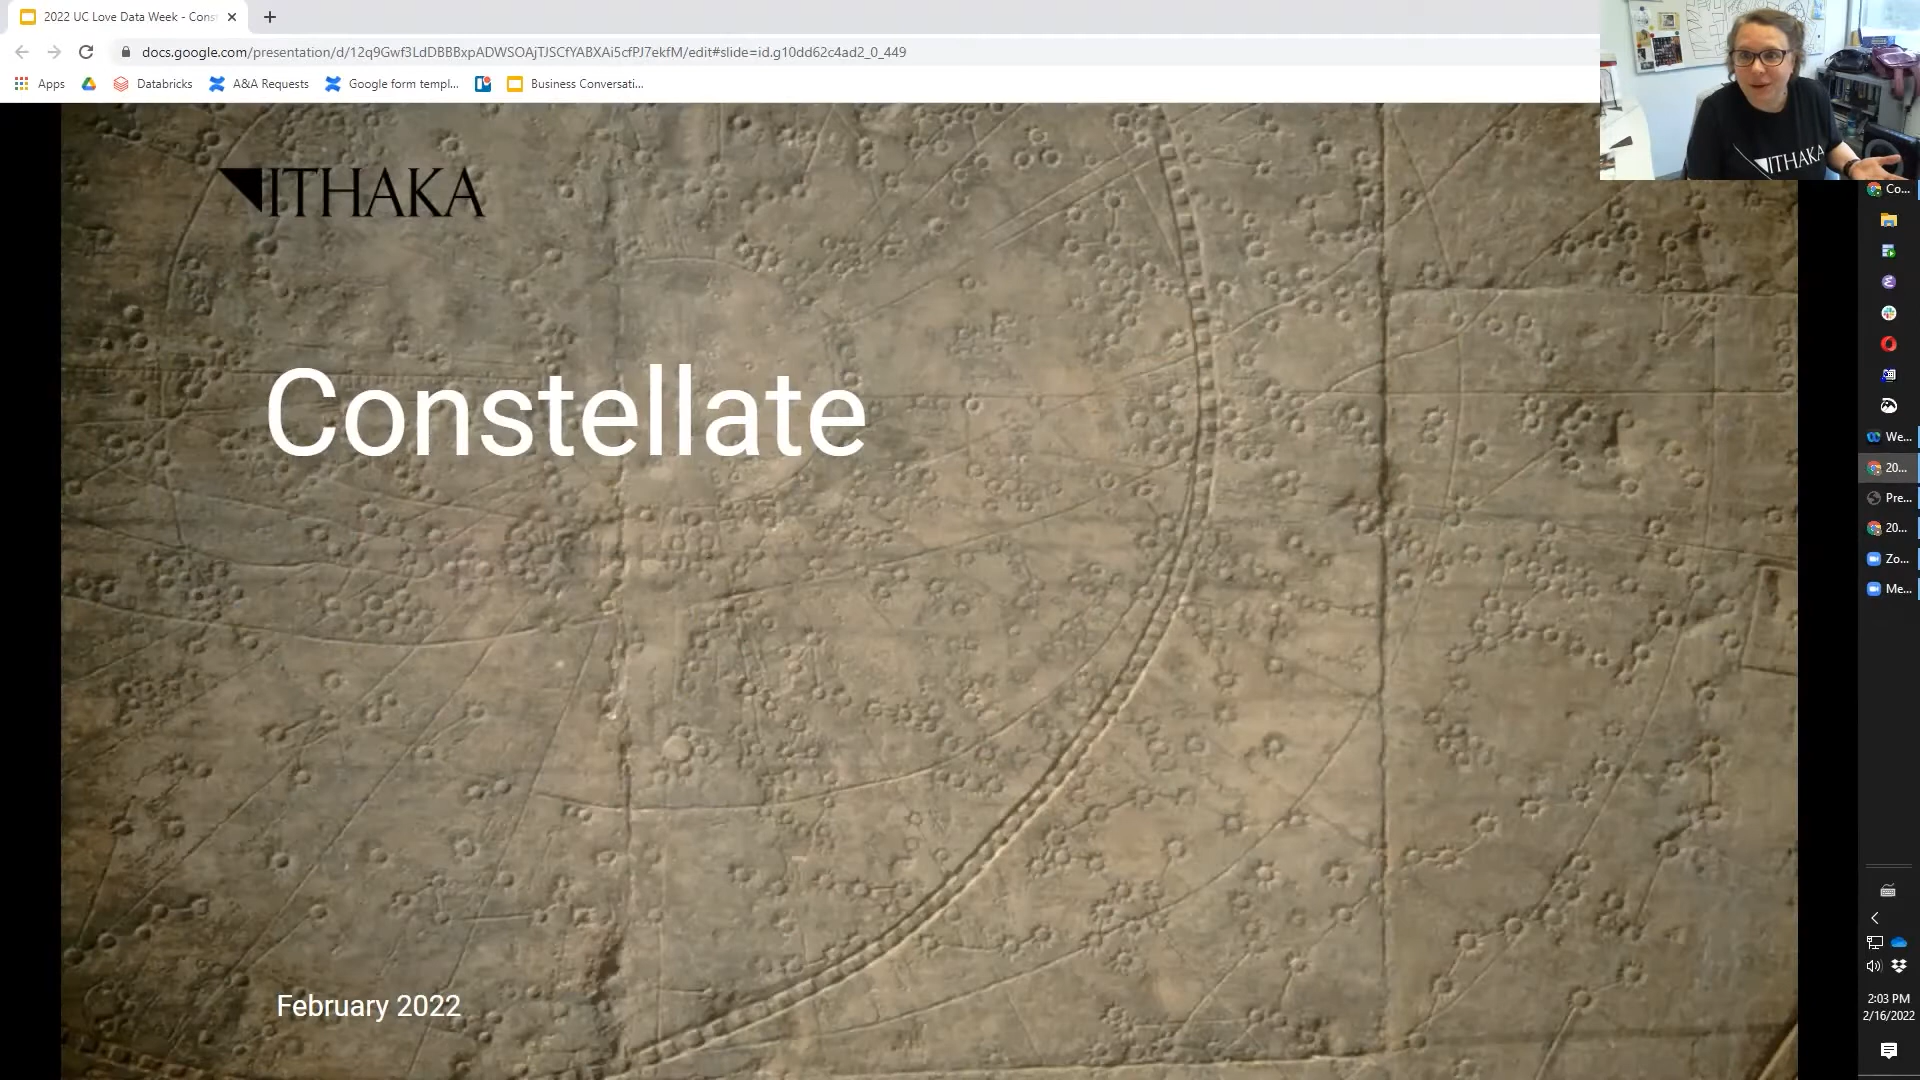 2022 UC Love Data Week - Cons
docs.google.com/presentation/d/12q9Gwf3LdDBBBxpADWSOAjTJSCfYABXAi5cfPJ7ekfM/edit#slide=id.g10dd62c4ad2_0_449
Apps
Databricks
A&A Requests
Google form templ...
Business Conversati...
ITHAKA
ITHAKA
Constellate
February 2022
Co...
We...
20...
Pre...
20...
Zo...
Me...
2:03 PM
2/16/2022